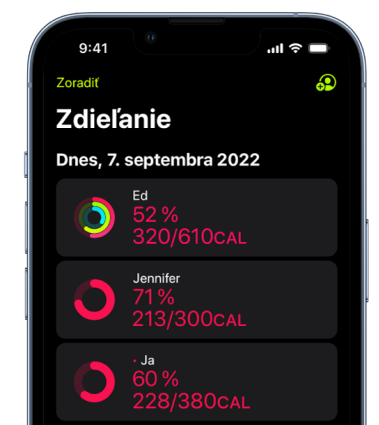 9:41
Zoradiť
Zdieľanie
Dnes, 7. septembra 2022
Ed
52 %
320/610CAL
Jennifer
71 %
213/300CAL
• Ja
60 %
228/380CAL